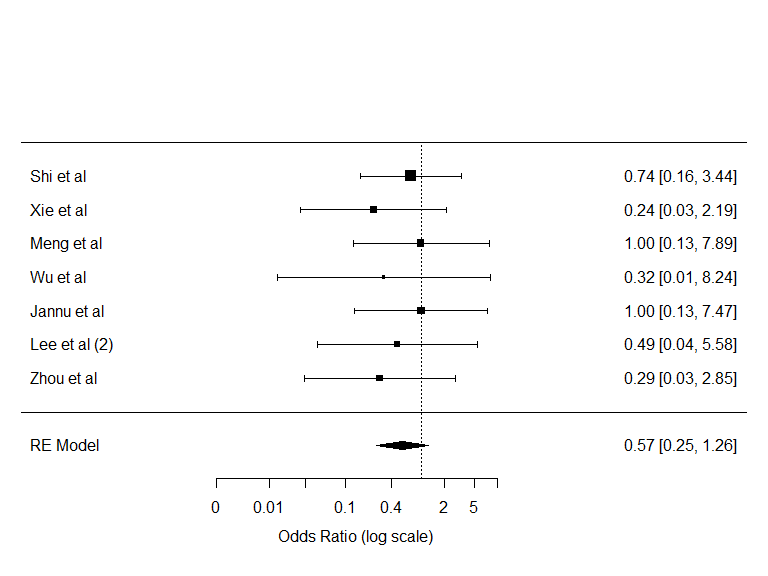 Shi et al 0.74 [0.16, 3.44]
Xie et al 0.24 [0.03, 2.19]
Meng et al 1.00 [0.13, 7.89]
Wu et al 0.32 [0.01, 8.24]
Jannu et al 1.00 [0.13, 7.47]
Lee et al (2) 0.49 [0.04, 5.58]
Zhou et al 0.29 [0.03, 2.85]
RE Model 0.57 [0.25, 1.26]
0 0.01 0.1 0.4 2 5
Odds Ratio (log scale)